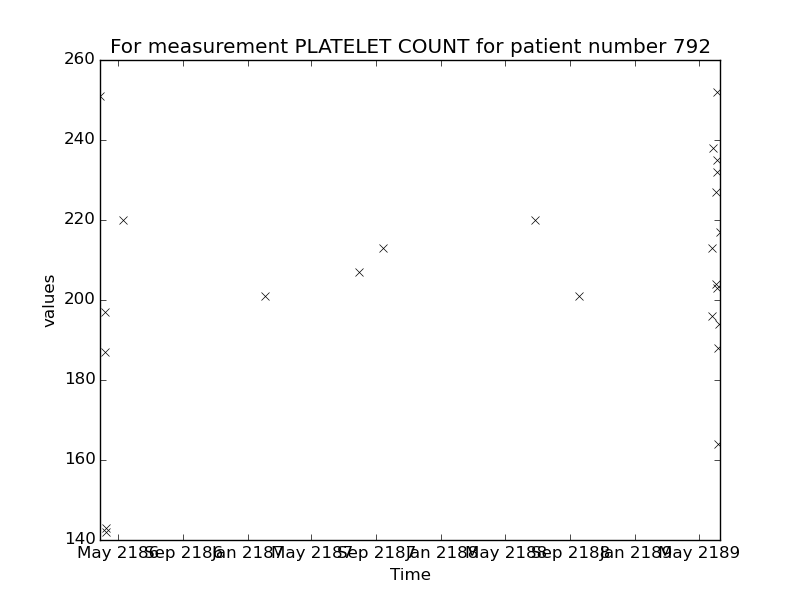 For measurement PLATELET COUNT for patient number 792
260
240
220
200
180
160
140
values
May 2186 Sep 2186 Jan 2187 May 2187 Sep 2187 Jan 2188 May 2188 Sep 2188 Jan 2189 May 2189
Time